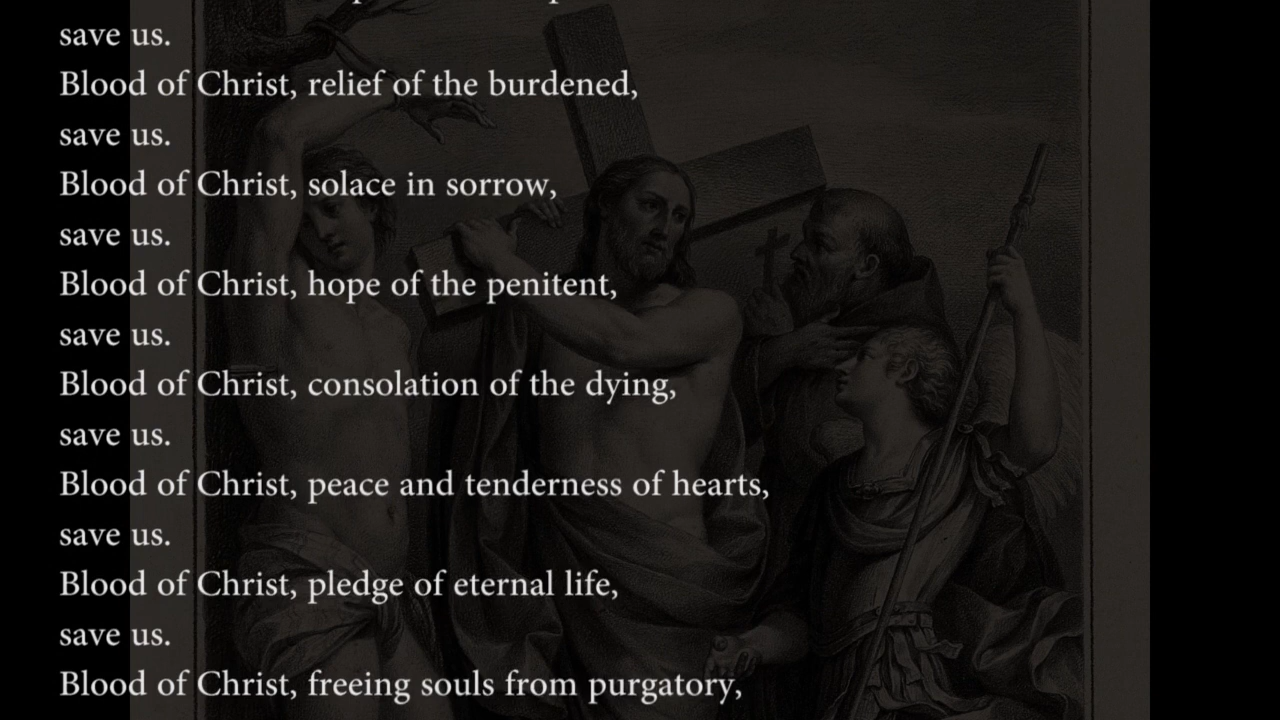 save us.
Blood of Christ, relief of the burdened,
save us.
Blood of Christ, solace in sorrow,
save us.
Blood of Christ, hope of the penitent,
save us.
Blood of Christ, consolation of the dying,
save us.
Blood of Christ, peace and tenderness of hearts,
save us.
Blood of Christ, pledge of eternal life,
save us.
Blood of Christ, freeing souls from purgatory,